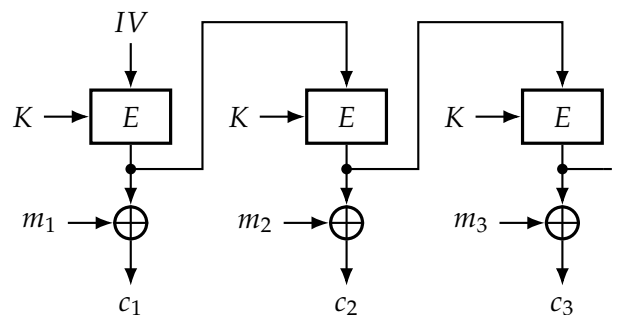 IV
K E K E K E
m₁ m₂ m₃
c₁ c₂ c₃